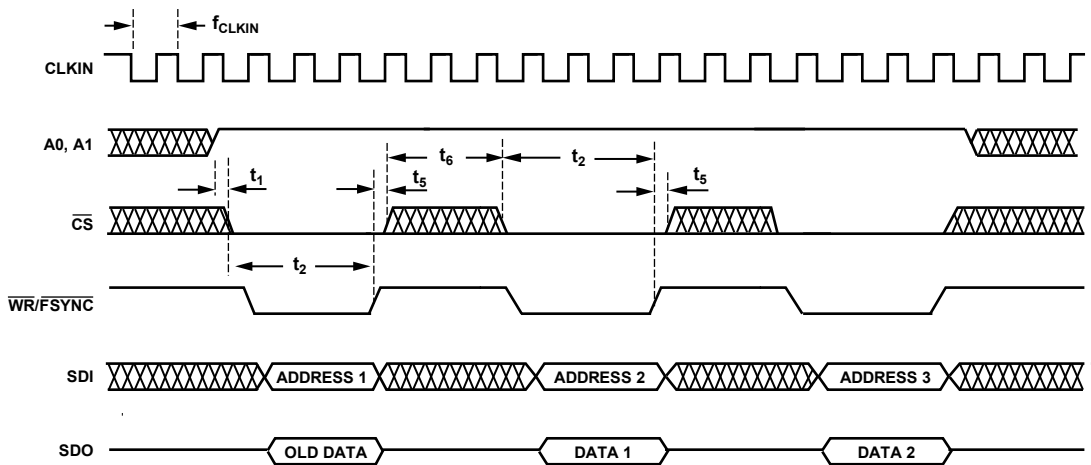 fCLKIN
CLKIN
A0, A1
t6
t2
t1
t5
t5
CS
t2
WR/FSYNC
SDI
ADDRESS 1
ADDRESS 2
ADDRESS 3
SDO
OLD DATA
DATA 1
DATA 2